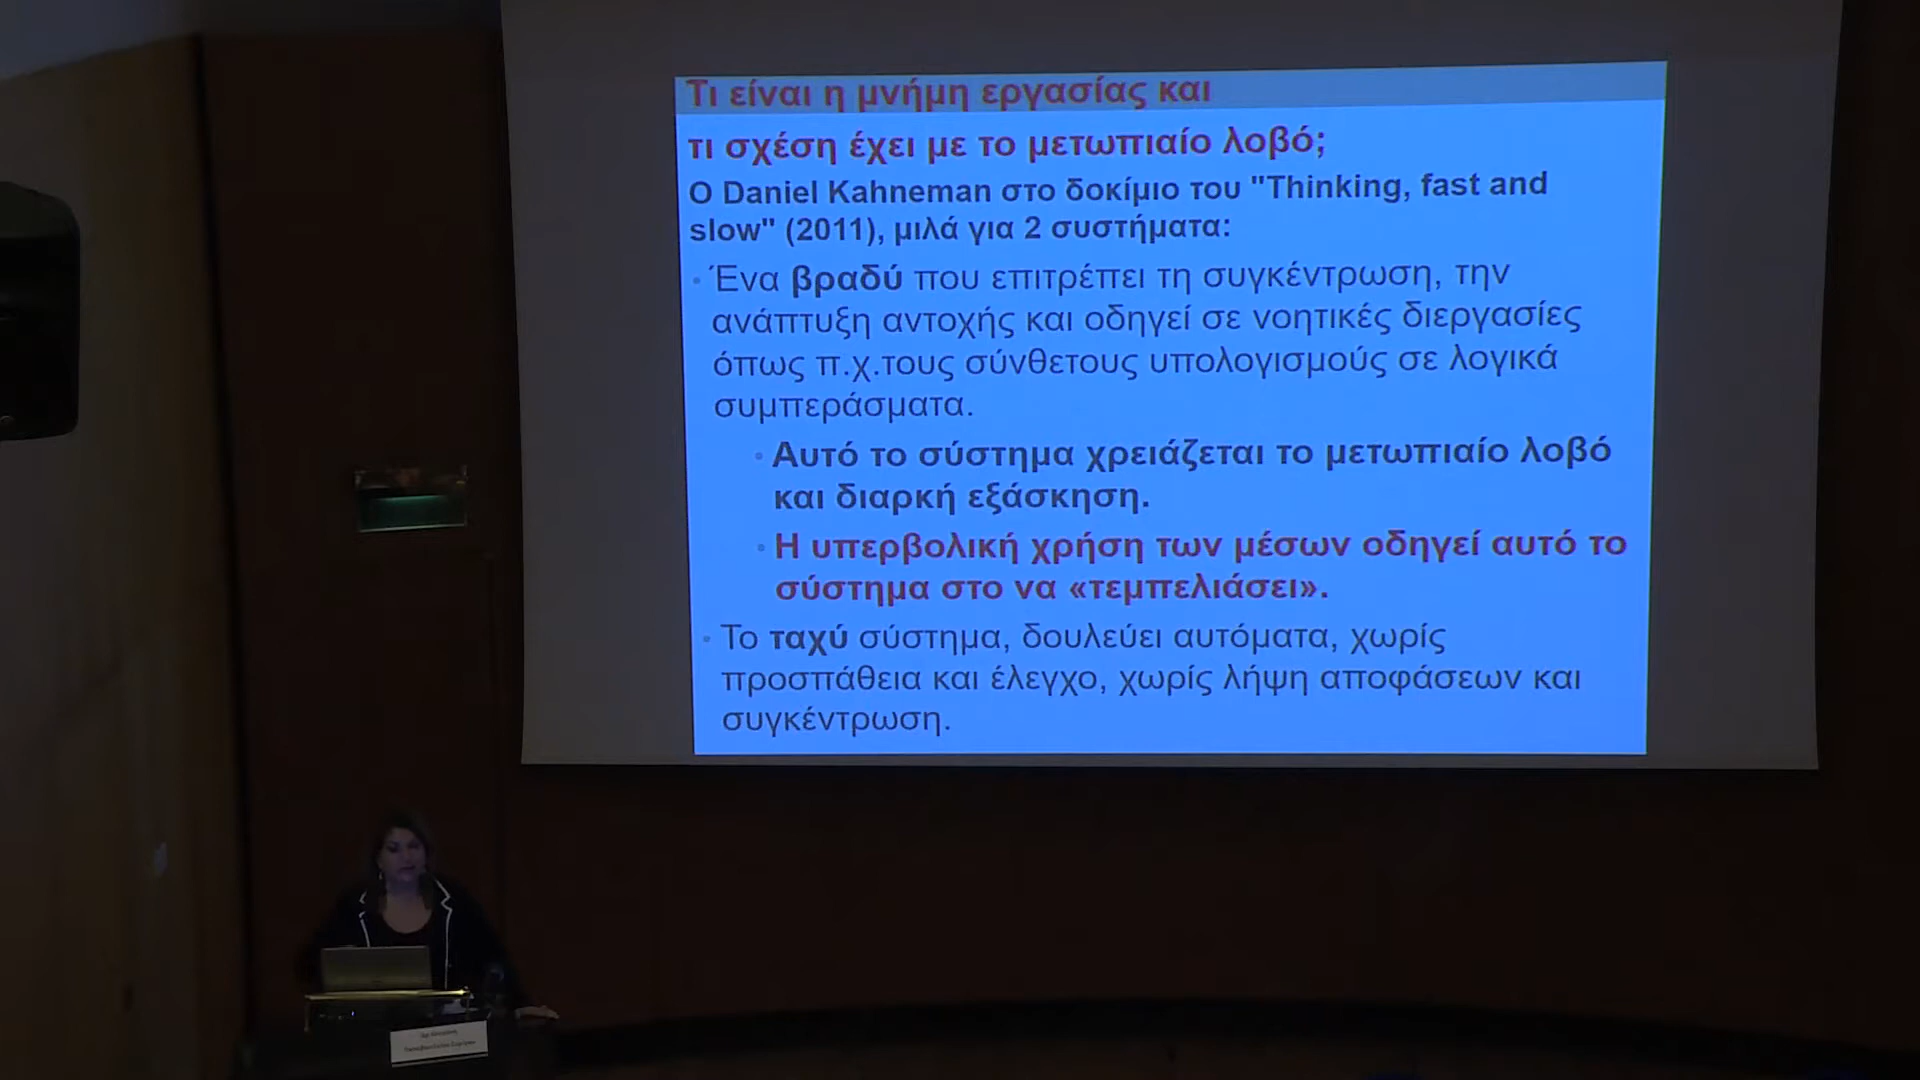 Τι είναι η μνήμη εργασίας και
τι σχέση έχει με το μετωπιαίο λοβό;
Ο Daniel Kahneman στο δοκίμιο του "Thinking, fast and
slow" (2011), μιλά για 2 συστήματα:
• Ένα βραδύ που επιτρέπει τη συγκέντρωση, την
ανάπτυξη αντοχής και οδηγεί σε νοητικές διεργασίες
όπως π.χ.τους σύνθετους υπολογισμούς σε λογικά
συμπεράσματα.
• Αυτό το σύστημα χρειάζεται το μετωπιαίο λοβό
και διαρκή εξάσκηση.
• Η υπερβολική χρήση των μέσων οδηγεί αυτό το
σύστημα στο να «τεμπελιάσει».
• Το ταχύ σύστημα, δουλεύει αυτόματα, χωρίς
προσπάθεια και έλεγχο, χωρίς λήψη αποφάσεων και
συγκέντρωση.